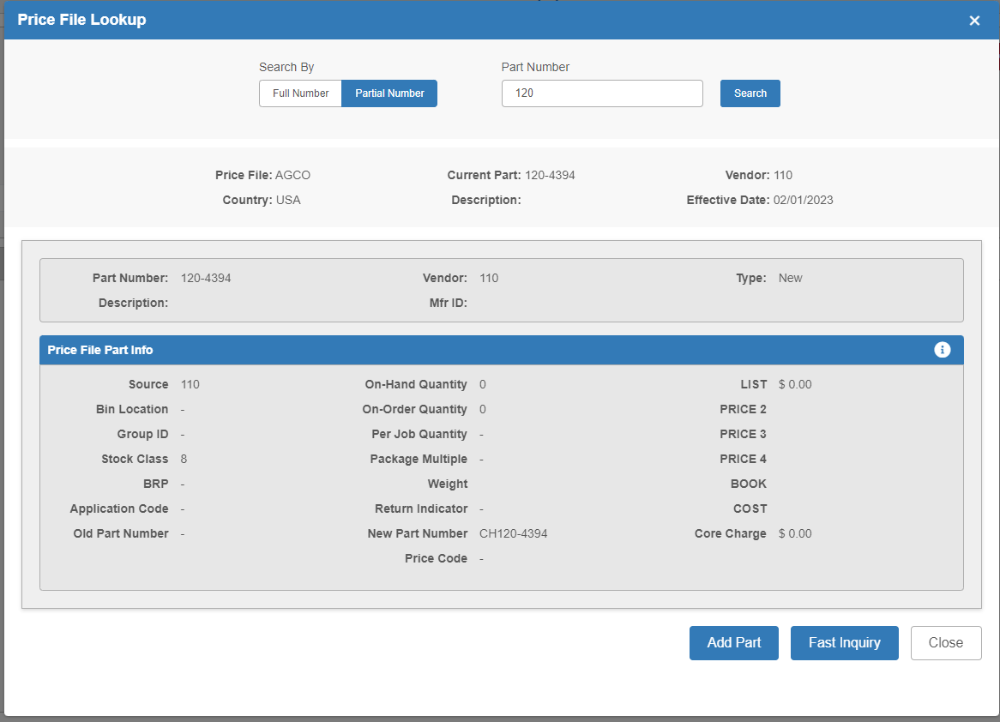 Price File Lookup ×
Search By Part Number
Full Number Partial Number 120 Search
Price File: AGCO Current Part: 120-4394 Vendor: 110
Country: USA Description: Effective Date: 02/01/2023
Part Number: 120-4394 Vendor: 110 Type: New
Description: Mfr ID:
Price File Part Info
Source 110 On-Hand Quantity 0 LIST $ 0.00
Bin Location - On-Order Quantity 0 PRICE 2
Group ID - Per Job Quantity - PRICE 3
Stock Class 8 Package Multiple - PRICE 4
BRP - Weight BOOK
Application Code - Return Indicator - COST
Old Part Number - New Part Number CH120-4394 Core Charge $ 0.00
Price Code -
Add Part Fast Inquiry Close